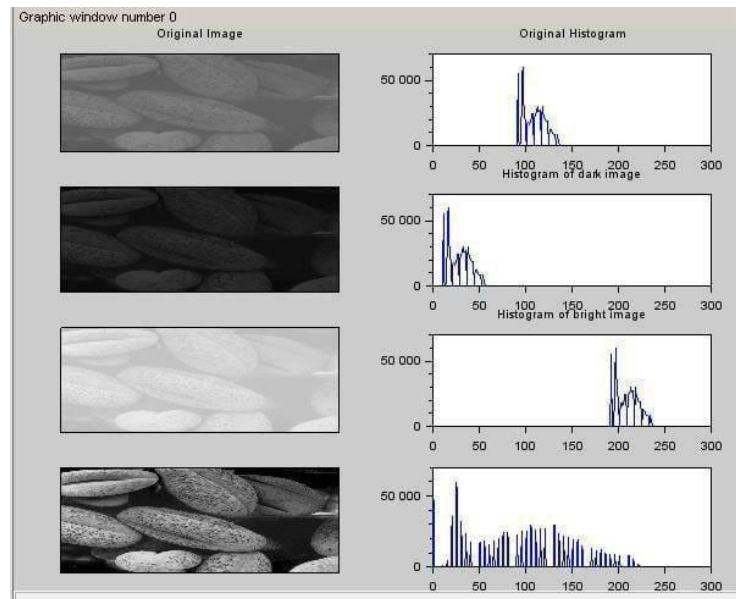 Graphic window number 0
Original Image
Original Histogram
50 000
0
0 50 100 150 200 250 300
Histogram of dark image
50 000
0
0 50 100 150 200 250 300
Histogram of bright image
50 000
0
0 50 100 150 200 250 300
50 000
0
0 50 100 150 200 250 300